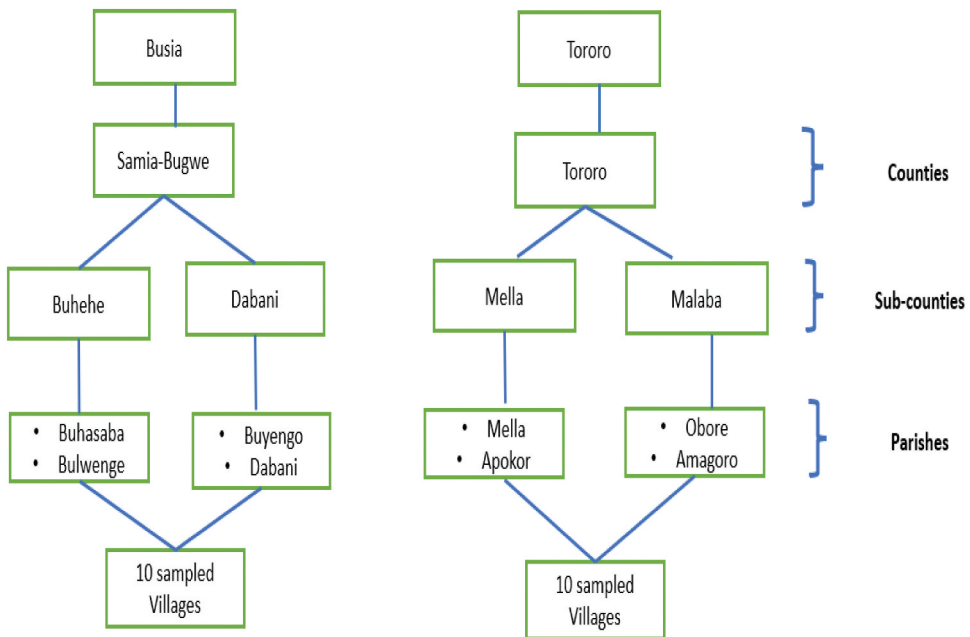 Busia
Tororo
Samia-Bugwe
Tororo
Counties
Buhehe
Dabani
Mella
Malaba
Sub-counties
• Buhasaba
• Bulwenge
• Buyengo
• Dabani
• Mella
• Apokor
• Obore
• Amagoro
Parishes
10 sampled
Villages
10 sampled
Villages